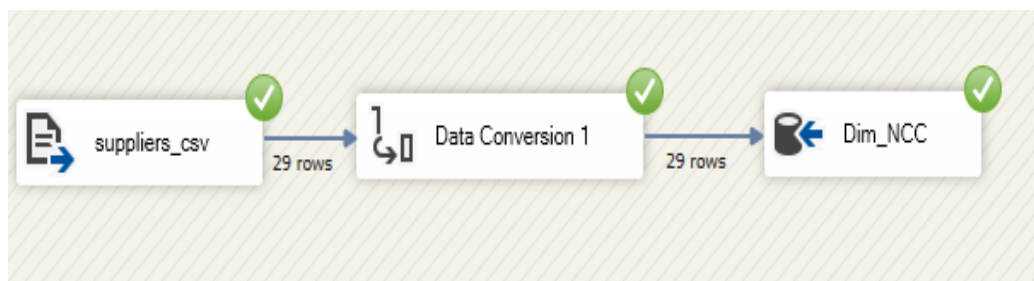 suppliers_csv
29 rows
Data Conversion 1
29 rows
Dim_NCC